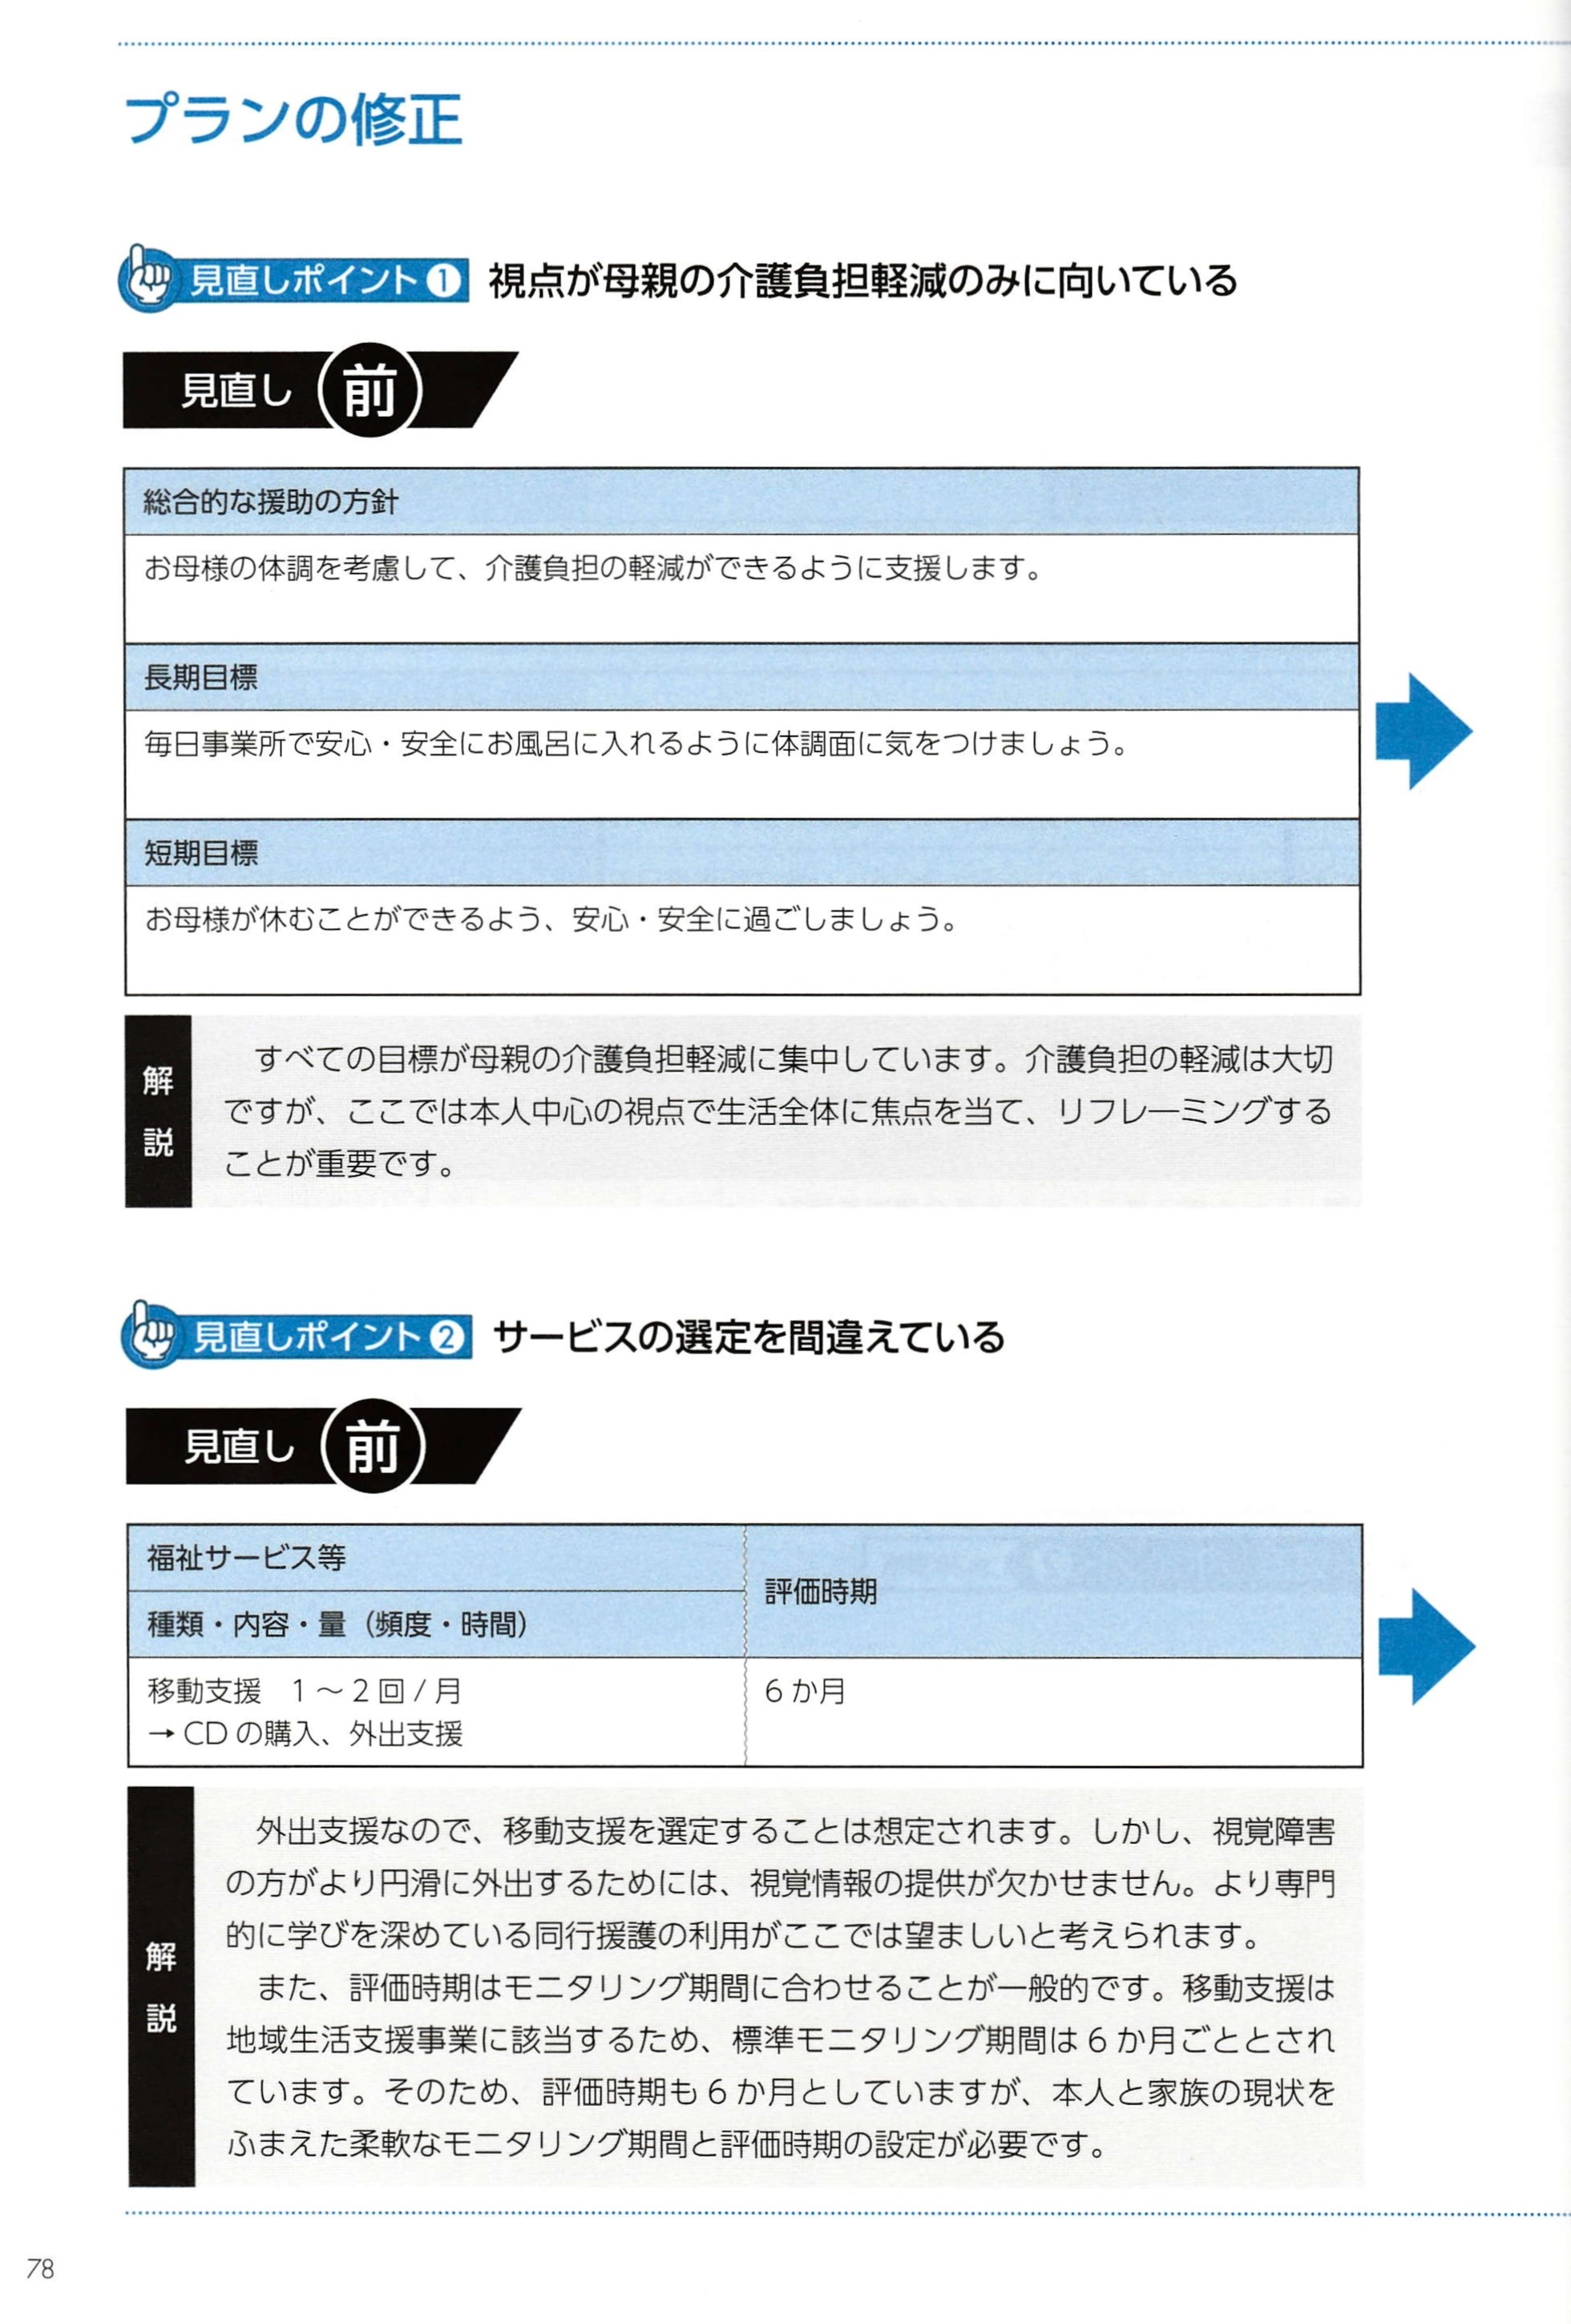 プランの修正
見直しポイント❶ 視点が母親の介護負担軽減のみに向いている
見直し 前
総合的な援助の方針
お母様の体調を考慮して、介護負担の軽減ができるように支援します。
長期目標
毎日事業所で安心・安全にお風呂に入れるように体調面に気をつけましょう。
短期目標
お母様が休むことができるよう、安心・安全に過ごしましょう。
解説
すべての目標が母親の介護負担軽減に集中しています。介護負担の軽減は大切
ですが、ここでは本人中心の視点で生活全体に焦点を当て、リフレーミングする
ことが重要です。
見直しポイント❷ サービスの選定を間違えている
見直し 前
福祉サービス等
種類・内容・量（頻度・時間）
評価時期
移動支援　1～2回/月
→CDの購入、外出支援
6か月
解説
外出支援なので、移動支援を選定することは想定されます。しかし、視覚障害
の方がより円滑に外出するためには、視覚情報の提供が欠かせません。より専門
的に学びを深めている同行援護の利用がここでは望ましいと考えられます。
また、評価時期はモニタリング期間に合わせることが一般的です。移動支援は
地域生活支援事業に該当するため、標準モニタリング期間は6か月ごととされ
ています。そのため、評価時期も6か月としていますが、本人と家族の現状を
ふまえた柔軟なモニタリング期間と評価時期の設定が必要です。
78